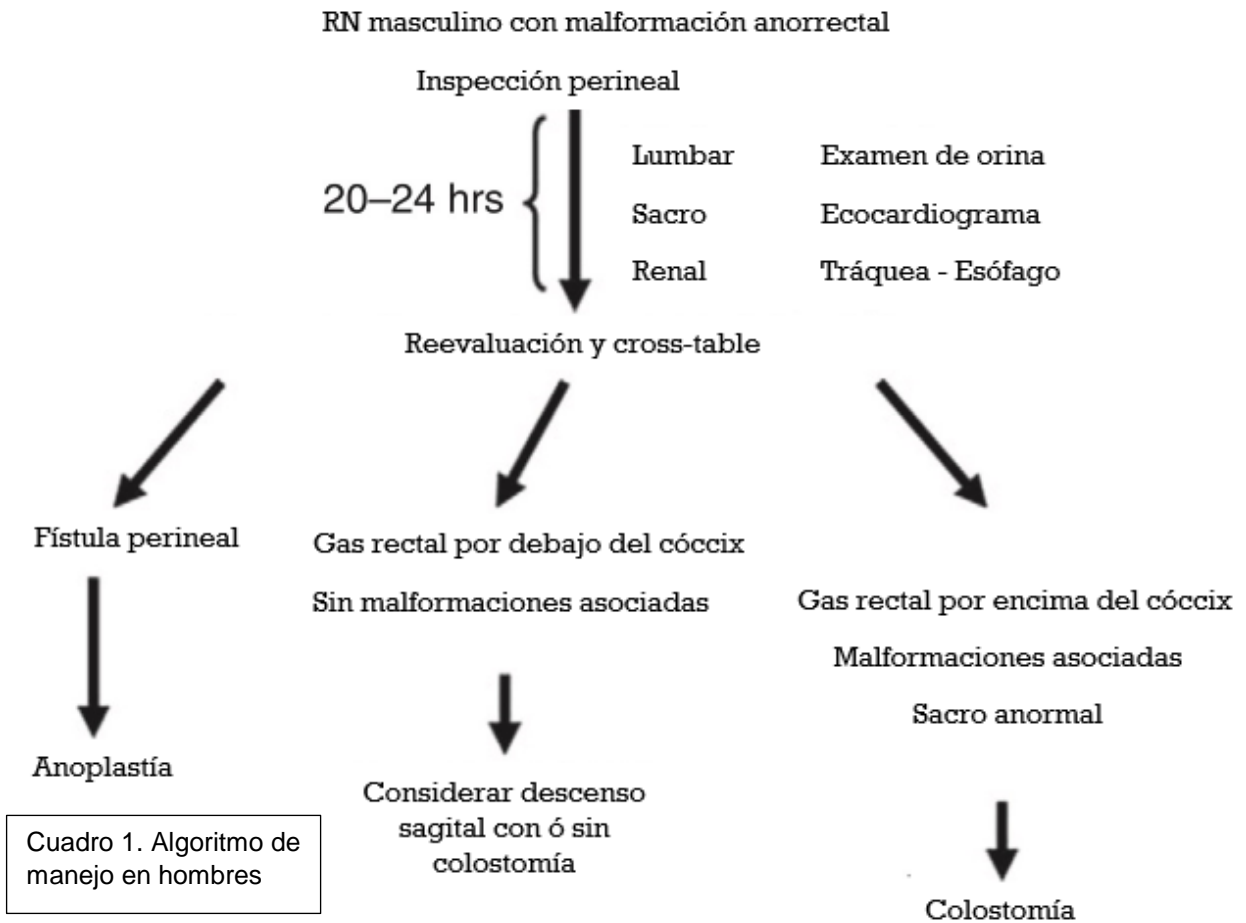 RN masculino con malformación anorrectal
Inspección perineal
20–24 hrs
Lumbar
Examen de orina
Sacro
Ecocardiograma
Renal
Tráquea - Esófago
Reevaluación y cross-table
Fístula perineal
Anoplastía
Gas rectal por debajo del cóccix
Sin malformaciones asociadas
Considerar descenso
sagital con ó sin
colostomía
Gas rectal por encima del cóccix
Malformaciones asociadas
Sacro anormal
Colostomía
Cuadro 1. Algoritmo de
manejo en hombres